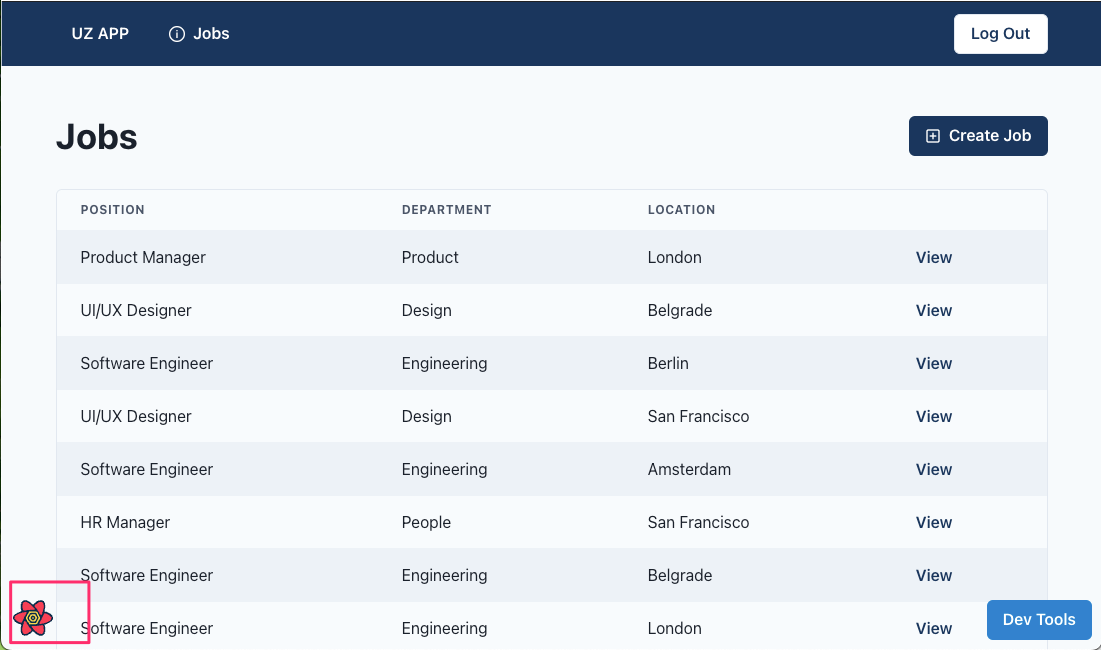 UZ APP Jobs Log Out
Jobs Create Job
POSITION DEPARTMENT LOCATION
Product Manager Product London View
UI/UX Designer Design Belgrade View
Software Engineer Engineering Berlin View
UI/UX Designer Design San Francisco View
Software Engineer Engineering Amsterdam View
HR Manager People San Francisco View
Software Engineer Engineering Belgrade View
Software Engineer Engineering London View Dev Tools